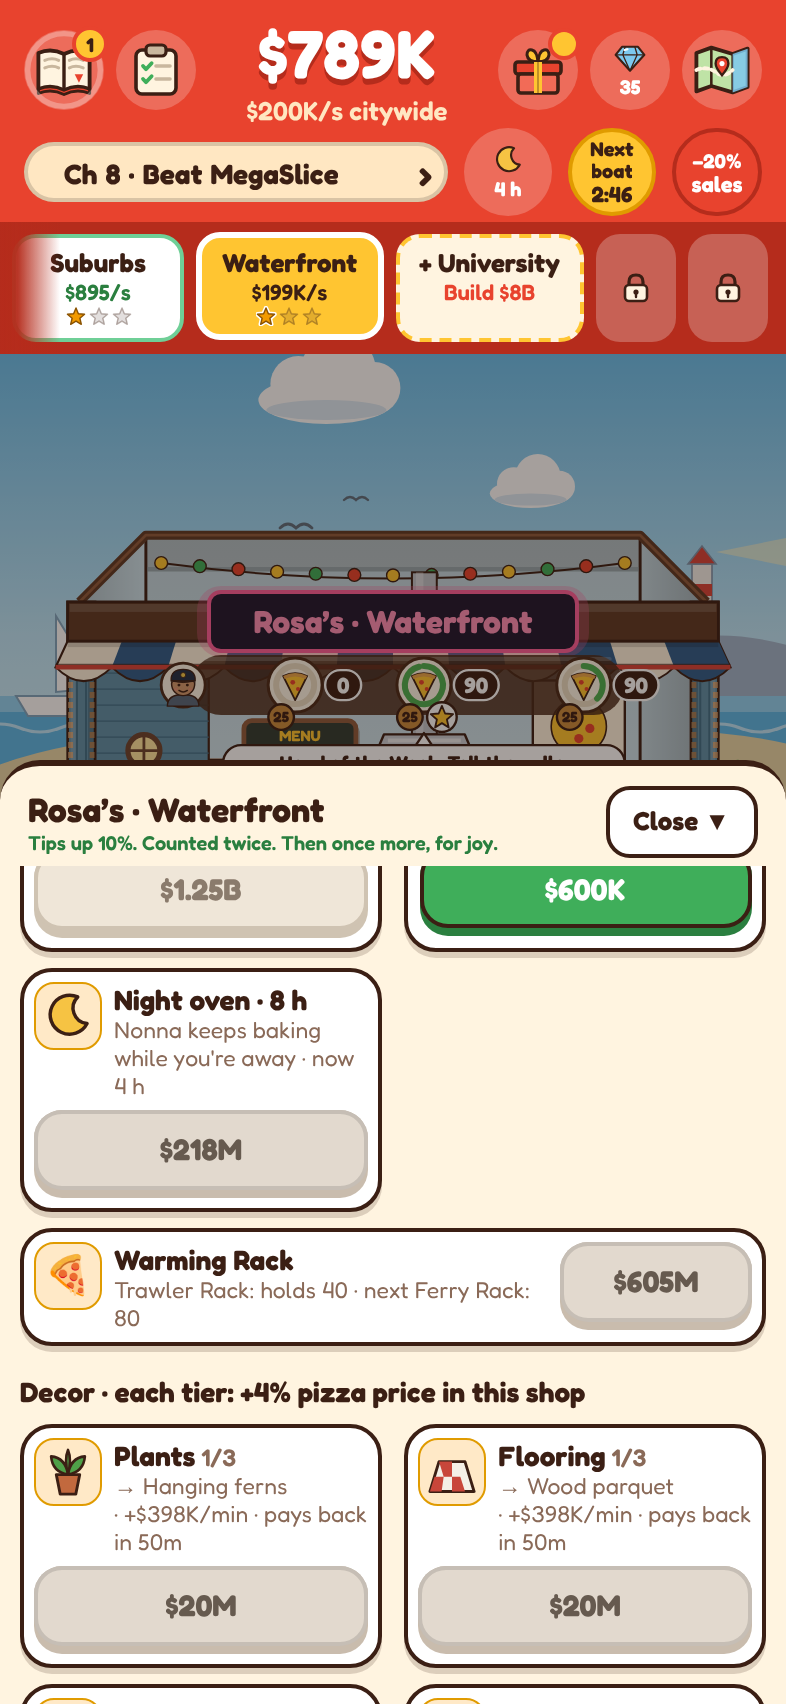 1
$789K
$200K/s citywide
35
Ch 8 · Beat MegaSlice ›
4 h
Next
boat
2:46
-20%
sales
Suburbs
$895/s
Waterfront
$199K/s
+ University
Build $8B
Rosa's · Waterfront
0
90
90
25
25
25
MENU
Rosa's · Waterfront
Tips up 10%. Counted twice. Then once more, for joy.
Close ▼
$1.25B
$600K
Night oven · 8 h
Nonna keeps baking
while you're away · now
4 h
$218M
Warming Rack
Trawler Rack: holds 40 · next Ferry Rack:
80
$605M
Decor · each tier: +4% pizza price in this shop
Plants 1/3
→ Hanging ferns
· +$398K/min · pays back
in 50m
$20M
Flooring 1/3
→ Wood parquet
· +$398K/min · pays back
in 50m
$20M